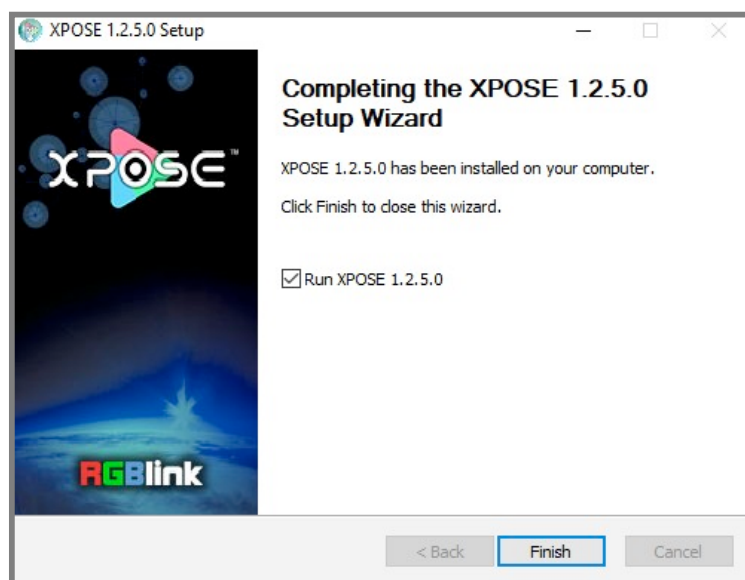 XPOSE 1.2.5.0 Setup
XPOSE™
Completing the XPOSE 1.2.5.0
Setup Wizard
XPOSE 1.2.5.0 has been installed on your computer.
Click Finish to close this wizard.
Run XPOSE 1.2.5.0
RGBlink
< Back Finish Cancel